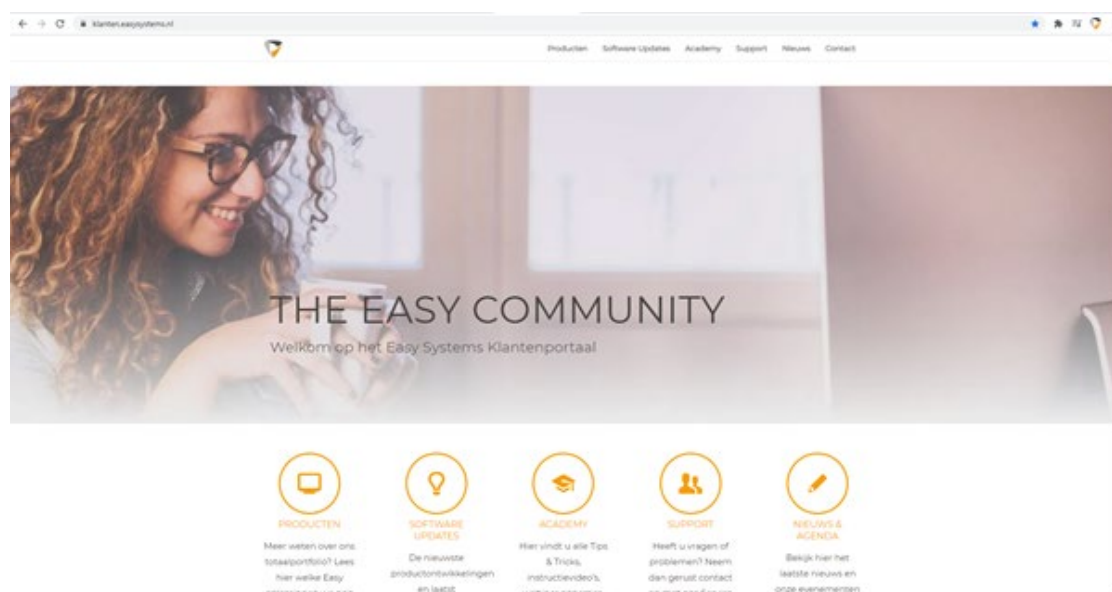 klanten.easysystems.nl
Producten Software Updates Academy Support Nieuws Contact
THE EASY COMMUNITY
Welkom op het Easy Systems Klantenportaal
PRODUCTEN
Meer weten over ons
totaalportfolio? Lees
hier welke Easy
SOFTWARE
UPDATES
De nieuwste
productontwikkelingen
en laatst
ACADEMY
Hier vindt u alle Tips
& Tricks,
instructievideo's,
SUPPORT
Heeft u vragen of
problemen? Neem
dan gerust contact
NIEUWS &
AGENDA
Bekijk hier het
laatste nieuws en
onze evenementen